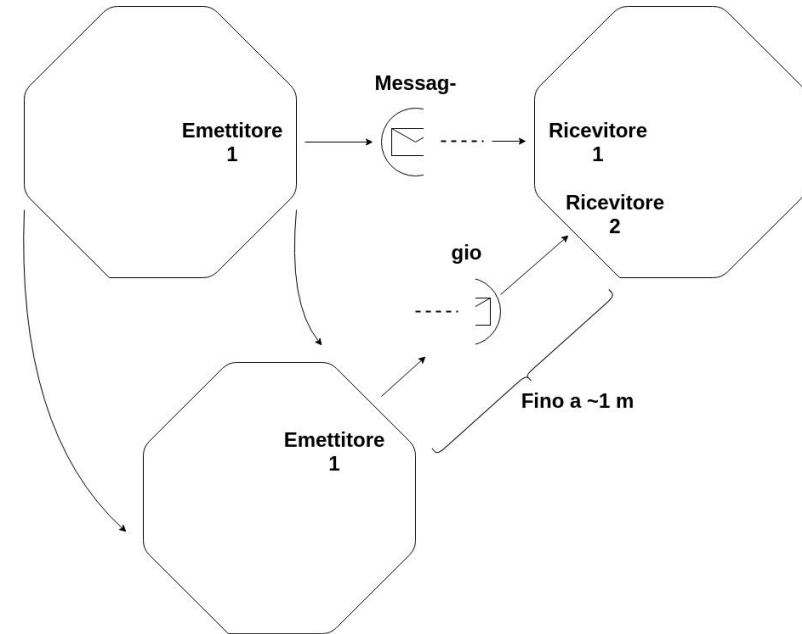 Messag-
Emettitore
1
Ricevitore
1
Ricevitore
2
gio
Fino a ~1 m
Emettitore
1